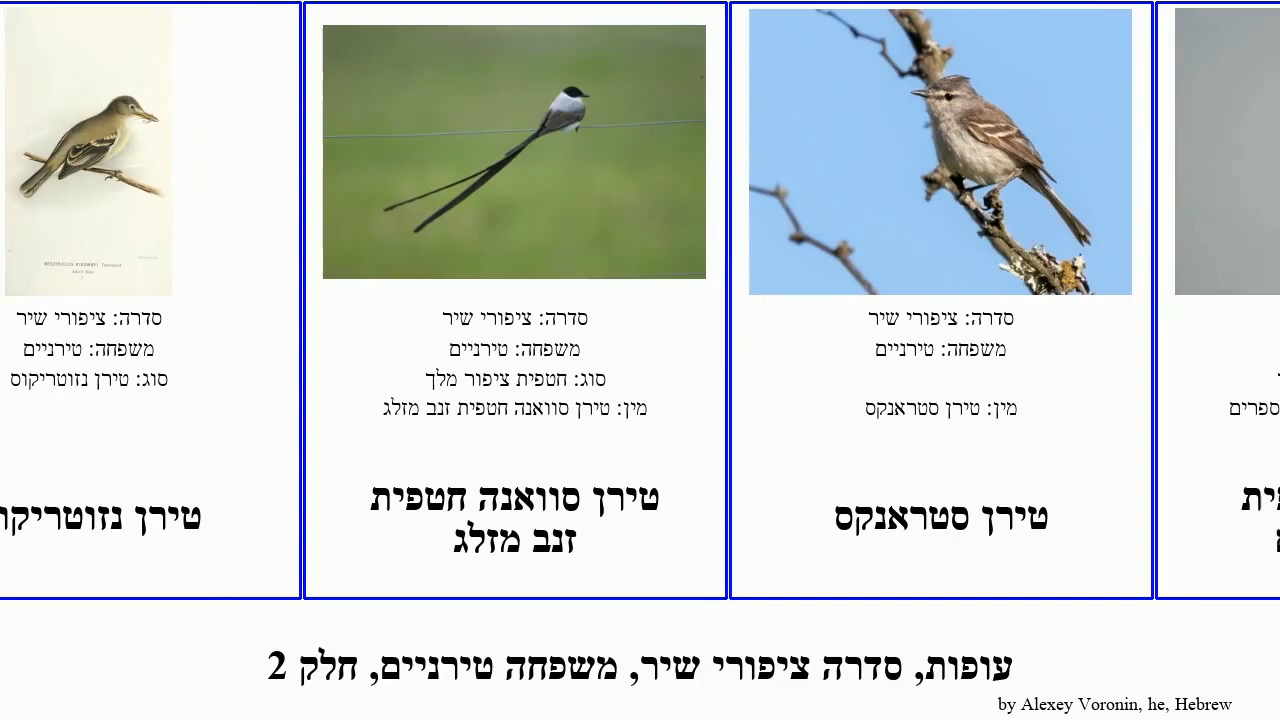 סדרה: ציפורי שיר
משפחה: טירניים
סוג: טירן נזוטריקוס
טירן נזוטריקו
סדרה: ציפורי שיר
משפחה: טירניים
סוג: חטפית ציפור מלך
מין: טירן סוואנה חטפית זנב מזלג
טירן סוואנה חטפית
זנב מזלג
סדרה: ציפורי שיר
משפחה: טירניים
מין: טירן סטראנקס
טירן סטראנקס
ספרים
עופות, סדרה ציפורי שיר, משפחה טירניים, חלק 2
by Alexey Voronin, he, Hebrew